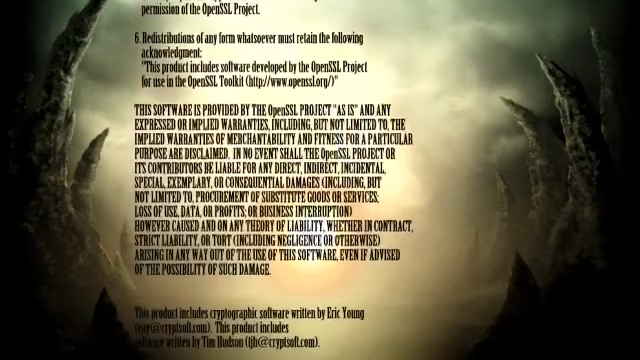 permission of the OpenSSL Project.
6. Redistributions of any form whatsoever must retain the following
acknowledgment:
"This product includes software developed by the OpenSSL Project
for use in the OpenSSL Toolkit (http://www.openssl.org/)"
THIS SOFTWARE IS PROVIDED BY THE OpenSSL PROJECT "AS IS" AND ANY
EXPRESSED OR IMPLIED WARRANTIES, INCLUDING, BUT NOT LIMITED TO, THE
IMPLIED WARRANTIES OF MERCHANTABILITY AND FITNESS FOR A PARTICULAR
PURPOSE ARE DISCLAIMED. IN NO EVENT SHALL THE OpenSSL PROJECT OR
ITS CONTRIBUTORS BE LIABLE FOR ANY DIRECT, INDIRECT, INCIDENTAL,
SPECIAL, EXEMPLARY, OR CONSEQUENTIAL DAMAGES (INCLUDING, BUT
NOT LIMITED TO, PROCUREMENT OF SUBSTITUTE GOODS OR SERVICES;
LOSS OF USE, DATA, OR PROFITS; OR BUSINESS INTERRUPTION)
HOWEVER CAUSED AND ON ANY THEORY OF LIABILITY, WHETHER IN CONTRACT,
STRICT LIABILITY, OR TORT (INCLUDING NEGLIGENCE OR OTHERWISE)
ARISING IN ANY WAY OUT OF THE USE OF THIS SOFTWARE, EVEN IF ADVISED
OF THE POSSIBILITY OF SUCH DAMAGE.
This product includes cryptographic software written by Eric Young
(eay@cryptsoft.com). This product includes
software written by Tim Hudson (tjh@cryptsoft.com).